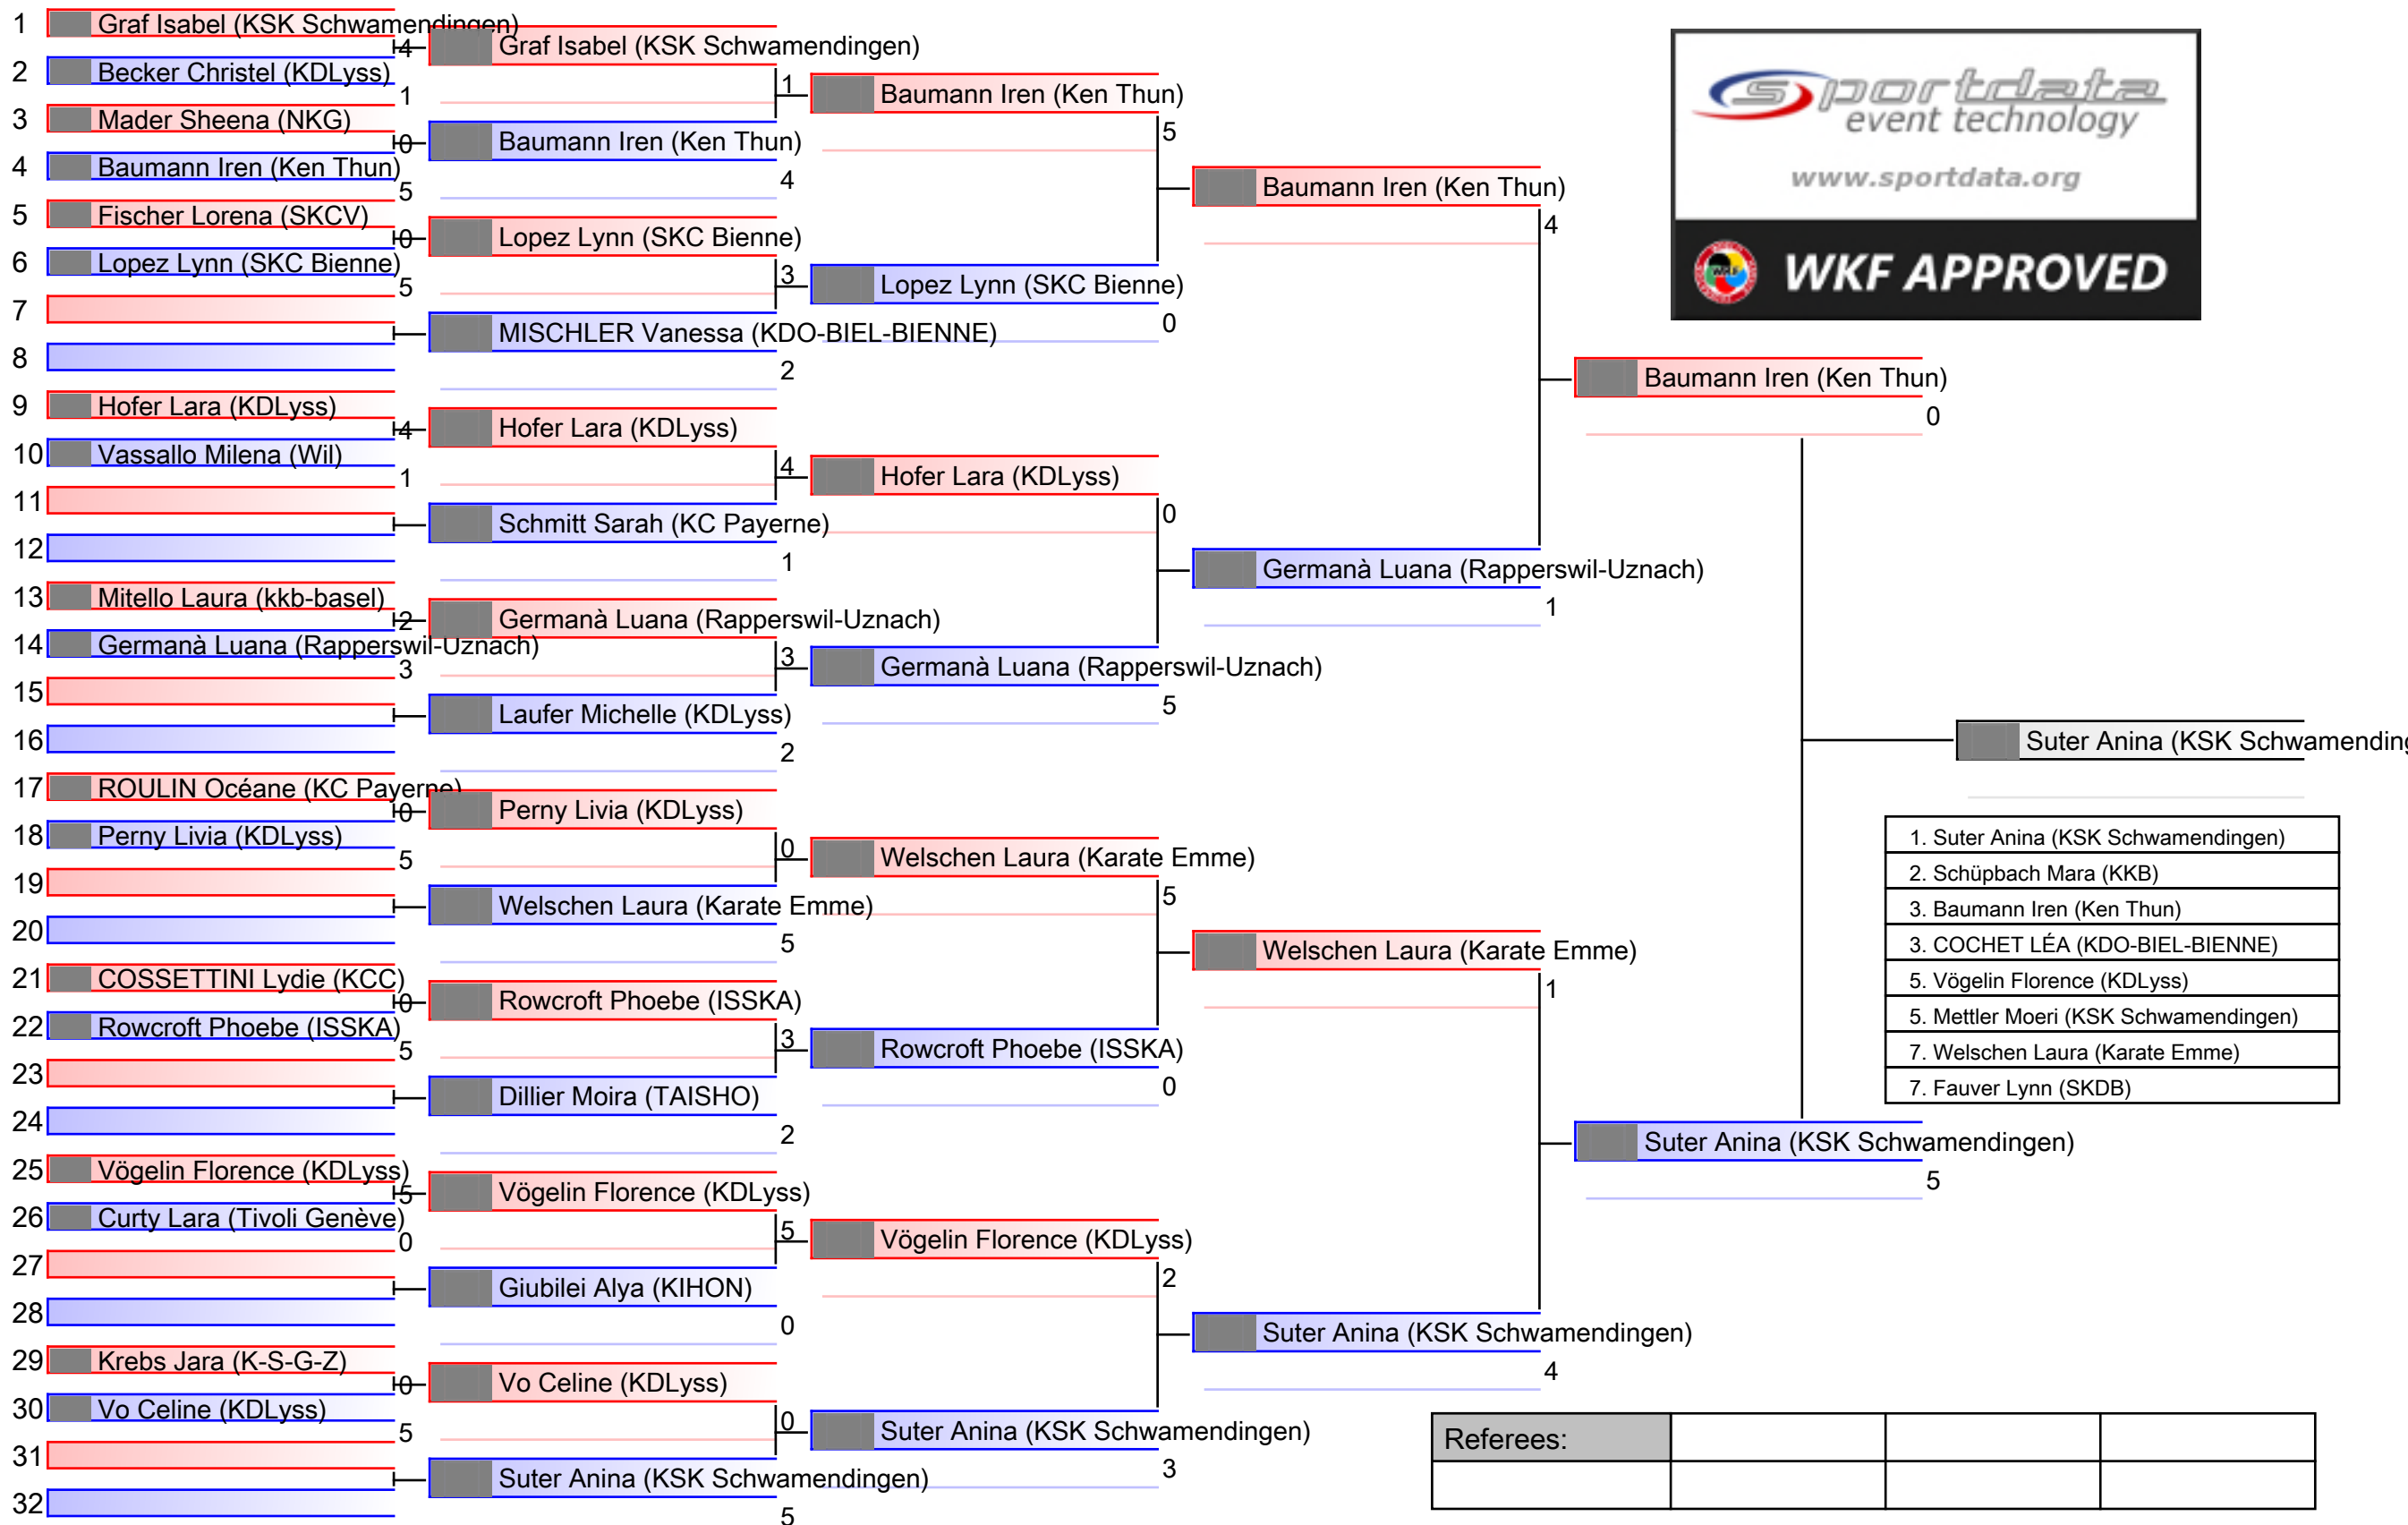 1 Graf Isabel (KSK Schwamendingen)
4
2 Becker Christel (KDLyss)
1
3 Mader Sheena (NKG)
0
4 Baumann Iren (Ken Thun)
5
5 Fischer Lorena (SKCV)
0
6 Lopez Lynn (SKC Bienne)
5
7
8
9 Hofer Lara (KDLyss)
4
10 Vassallo Milena (Wil)
1
11
12
13 Mitello Laura (kkb-basel)
2
14 Germanà Luana (Rapperswil-Uznach)
3
15
16
17 ROULIN Océane (KC Payerne)
0
18 Perny Livia (KDLyss)
5
19
20
21 COSSETTINI Lydie (KCC)
0
22 Rowcroft Phoebe (ISSKA)
5
23
24
25 Vögelin Florence (KDLyss)
5
26 Curty Lara (Tivoli Genève)
0
27
28
29 Krebs Jara (K-S-G-Z)
0
30 Vo Celine (KDLyss)
5
31
32
Graf Isabel (KSK Schwamendingen)
1
Baumann Iren (Ken Thun)
4
Lopez Lynn (SKC Bienne)
3
MISCHLER Vanessa (KDO-BIEL-BIENNE)
2
Hofer Lara (KDLyss)
4
Schmitt Sarah (KC Payerne)
1
Germanà Luana (Rapperswil-Uznach)
3
Laufer Michelle (KDLyss)
2
Perny Livia (KDLyss)
0
Welschen Laura (Karate Emme)
5
Rowcroft Phoebe (ISSKA)
3
Dillier Moira (TAISHO)
2
Vögelin Florence (KDLyss)
5
Giubilei Alya (KIHON)
0
Vo Celine (KDLyss)
0
Suter Anina (KSK Schwamendingen)
5
Baumann Iren (Ken Thun)
5
Lopez Lynn (SKC Bienne)
0
Hofer Lara (KDLyss)
0
Germanà Luana (Rapperswil-Uznach)
5
Welschen Laura (Karate Emme)
5
Rowcroft Phoebe (ISSKA)
0
Vögelin Florence (KDLyss)
2
Suter Anina (KSK Schwamendingen)
3
Baumann Iren (Ken Thun)
4
Germanà Luana (Rapperswil-Uznach)
1
Welschen Laura (Karate Emme)
1
Suter Anina (KSK Schwamendingen)
4
Baumann Iren (Ken Thun)
0
Suter Anina (KSK Schwamendingen)
5
Suter Anina (KSK Schwamending
sportdata
event technology
www.sportdata.org
WKF
WKF APPROVED
1. Suter Anina (KSK Schwamendingen)
2. Schüpbach Mara (KKB)
3. Baumann Iren (Ken Thun)
3. COCHET LÉA (KDO-BIEL-BIENNE)
5. Vögelin Florence (KDLyss)
5. Mettler Moeri (KSK Schwamendingen)
7. Welschen Laura (Karate Emme)
7. Fauver Lynn (SKDB)
Referees: